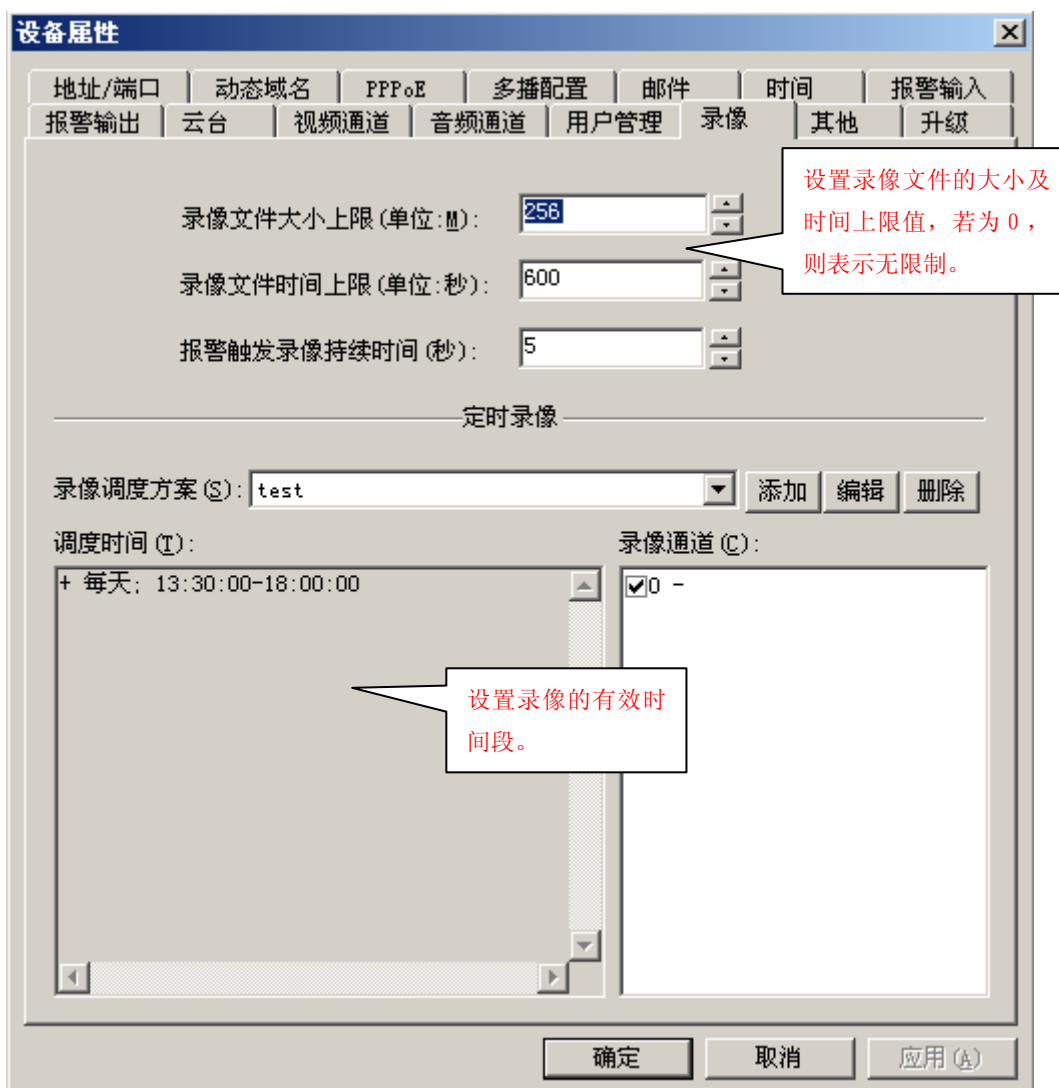 设备属性
地址/端口 动态域名 PPPoE 多播配置 邮件 时间 报警输入
报警输出 云台 视频通道 音频通道 用户管理 录像 其他 升级
设置录像文件的大小及
时间上限值，若为 0，
则表示无限制。
录像文件大小上限(单位:M): 256
录像文件时间上限(单位:秒): 600
报警触发录像持续时间(秒): 5
定时录像
录像调度方案(S): test 添加 编辑 删除
调度时间(T): 录像通道(C):
+ 每天; 13:30:00-18:00:00 0 -
设置录像的有效时
间段。
确定 取消 应用(A)